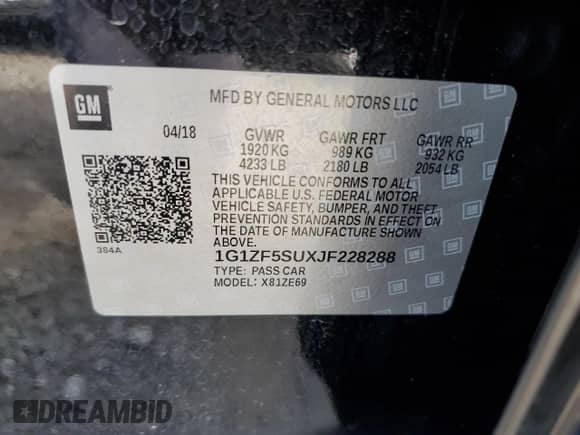 GM
MFD BY GENERAL MOTORS LLC
04/18
GVWR GAWR FRT GAWR RR
1920 KG 989 KG 932 KG
4233 LB 2180 LB 2054 LB
THIS VEHICLE CONFORMS TO ALL
APPLICABLE U.S. FEDERAL MOTOR
VEHICLE SAFETY, BUMPER, AND THEFT
PREVENTION STANDARDS IN EFFECT ON
THE DATE OF MANUFACTURE SHOWN
ABOVE.
384A
1G1ZF5SUXJF228288
TYPE: PASS CAR
MODEL: X81ZE69
DREAMBID